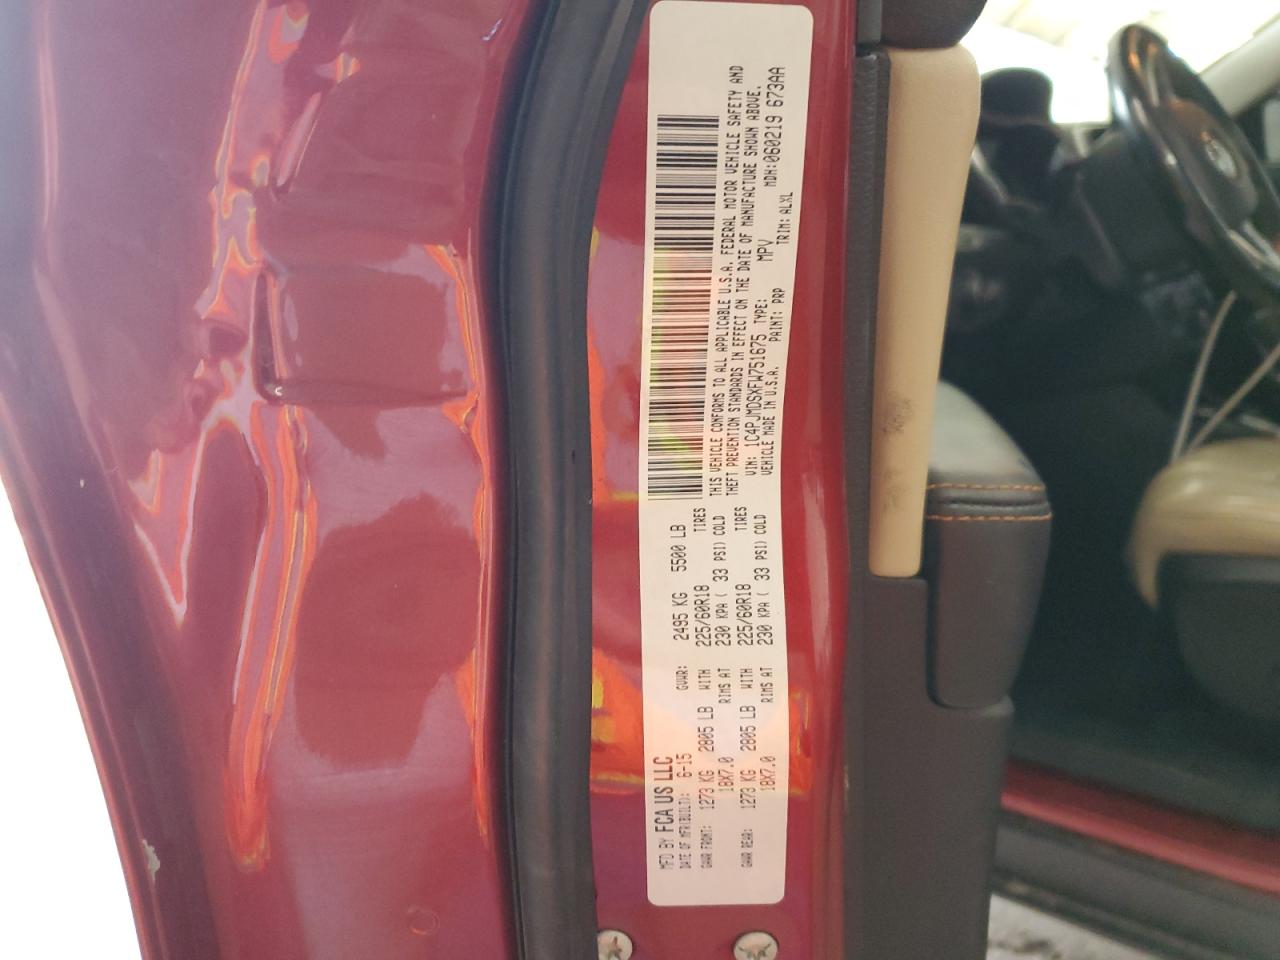 MFD BY FCA US LLC
DATE OF MFR(BUILT): 6-15 GVWR: 2495 KG 5500 LB
GAWR FRONT: 1273 KG 2805 LB WITH 225/60R18 TIRES
18X7.0 RIMS AT 230 KPA ( 33 PSI) COLD
GAWR REAR: 1273 KG 2805 LB WITH 225/60R18 TIRES
18X7.0 RIMS AT 230 KPA ( 33 PSI) COLD
THIS VEHICLE CONFORMS TO ALL APPLICABLE U.S.A. FEDERAL MOTOR VEHICLE SAFETY AND
THEFT PREVENTION STANDARDS IN EFFECT ON THE DATE OF MANUFACTURE SHOWN ABOVE.
VIN: 1C4PJMDSXFW751675 TYPE: MPV MDH:060219 673AA
VEHICLE MADE IN U.S.A. PAINT: PRP TRIM: ALXL